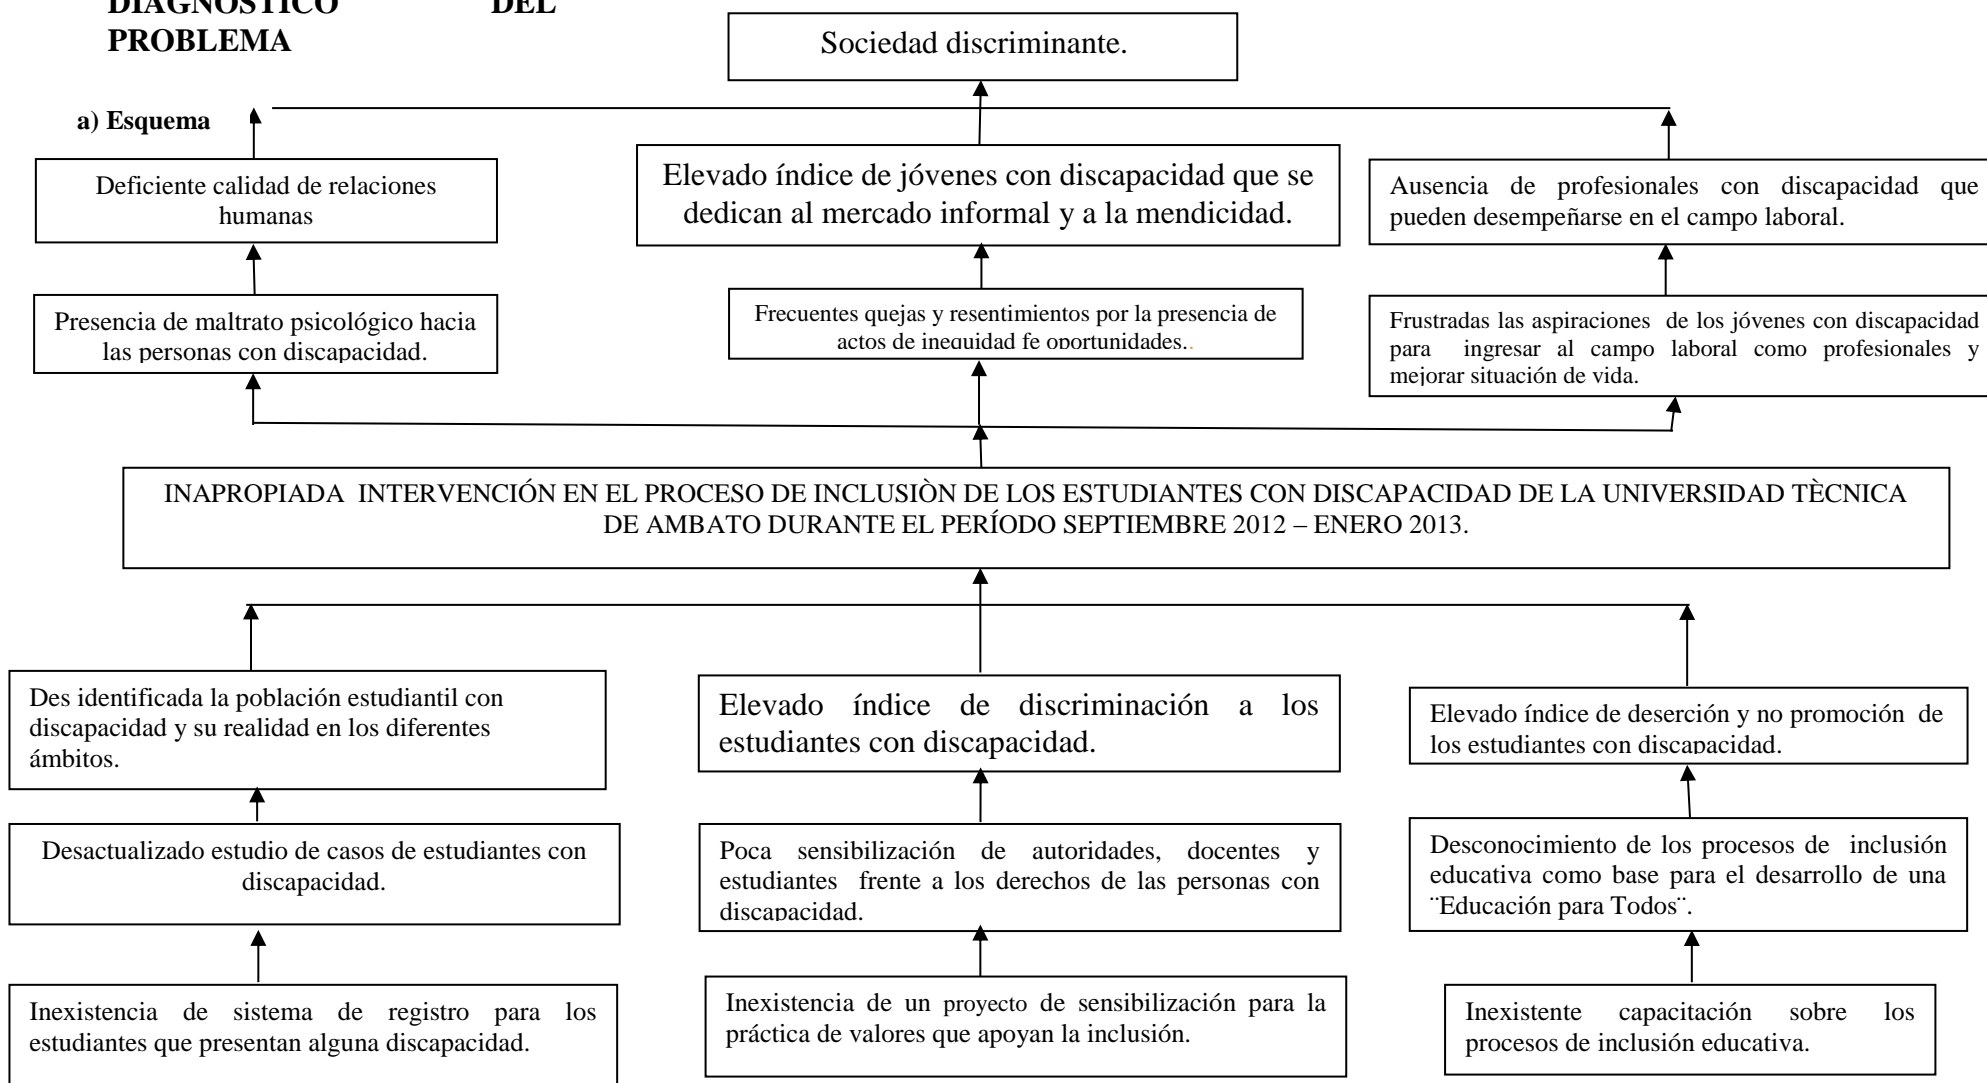 DIAGNÓSTICO DEL
PROBLEMA
Sociedad discriminante.
a) Esquema
Deficiente calidad de relaciones
humanas
Elevado índice de jóvenes con discapacidad que se
dedican al mercado informal y a la mendicidad.
Ausencia de profesionales con discapacidad que
pueden desempeñarse en el campo laboral.
Presencia de maltrato psicológico hacia
las personas con discapacidad.
Frecuentes quejas y resentimientos por la presencia de
actos de inequidad fe oportunidades..
Frustradas las aspiraciones de los jóvenes con discapacidad
para ingresar al campo laboral como profesionales y
mejorar situación de vida.
INAPROPIADA INTERVENCIÓN EN EL PROCESO DE INCLUSIÒN DE LOS ESTUDIANTES CON DISCAPACIDAD DE LA UNIVERSIDAD TÈCNICA
DE AMBATO DURANTE EL PERÍODO SEPTIEMBRE 2012 – ENERO 2013.
Des identificada la población estudiantil con
discapacidad y su realidad en los diferentes
ámbitos.
Elevado índice de discriminación a los
estudiantes con discapacidad.
Elevado índice de deserción y no promoción de
los estudiantes con discapacidad.
Desactualizado estudio de casos de estudiantes con
discapacidad.
Poca sensibilización de autoridades, docentes y
estudiantes frente a los derechos de las personas con
discapacidad.
Desconocimiento de los procesos de inclusión
educativa como base para el desarrollo de una
¨Educación para Todos¨.
Inexistencia de sistema de registro para los
estudiantes que presentan alguna discapacidad.
Inexistencia de un proyecto de sensibilización para la
práctica de valores que apoyan la inclusión.
Inexistente capacitación sobre los
procesos de inclusión educativa.